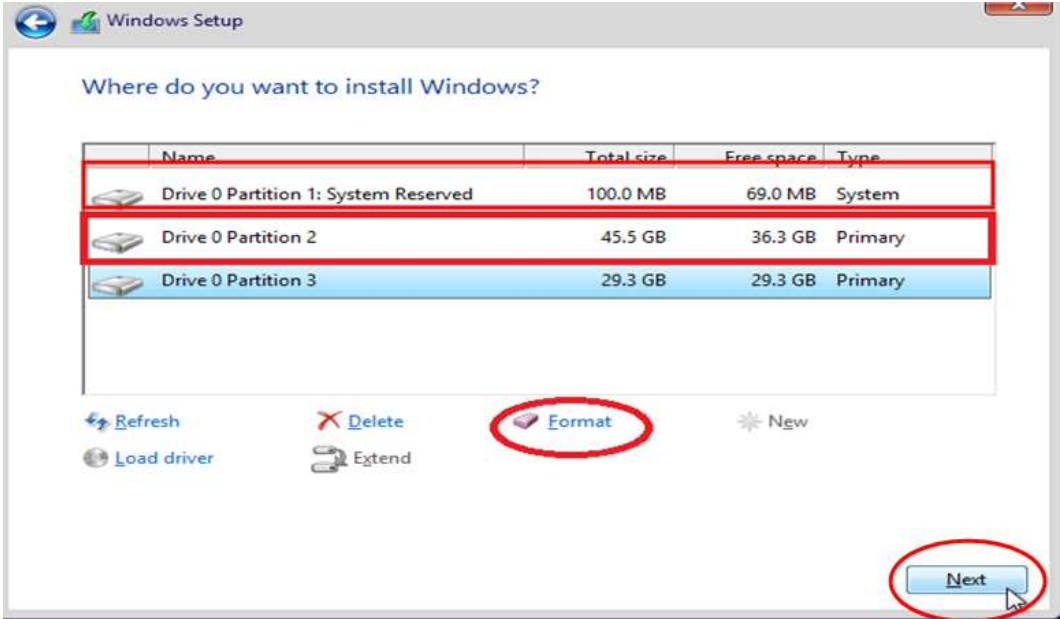 Windows Setup
Where do you want to install Windows?
Name Total size Free space Type
Drive 0 Partition 1: System Reserved 100.0 MB 69.0 MB System
Drive 0 Partition 2 45.5 GB 36.3 GB Primary
Drive 0 Partition 3 29.3 GB 29.3 GB Primary
Refresh Delete Format New
Load driver Extend
Next